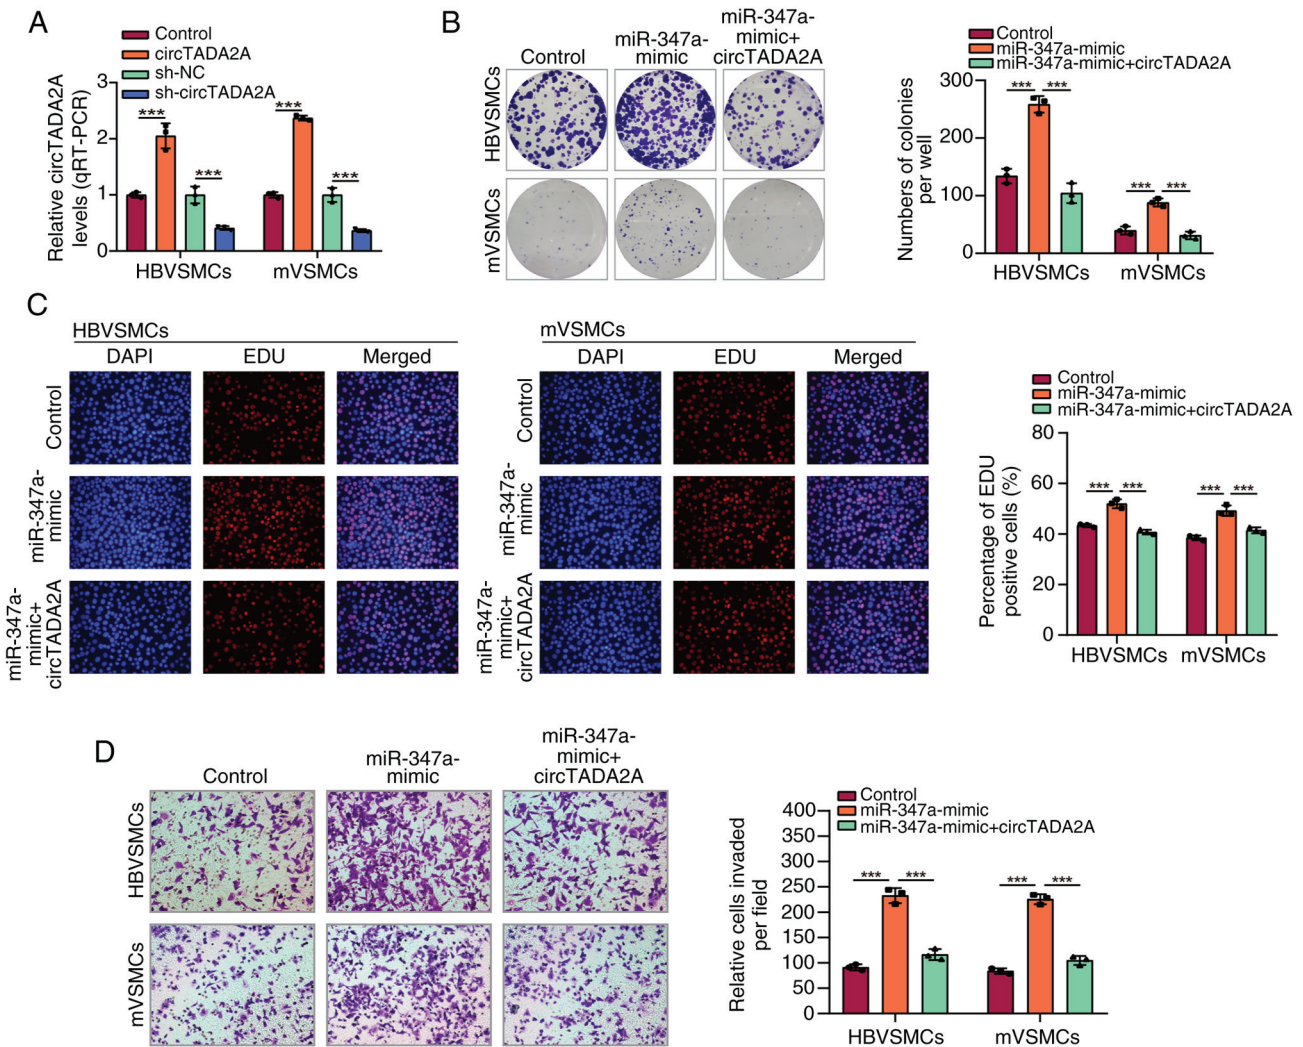 A
Control
circTADA2A
sh-NC
sh-circTADA2A
Relative circTADA2A
levels (qRT-PCR)
3
2
1
0
***
***
***
***
HBVSMCs
mVSMCs
B
Control
miR-347a-
mimic
miR-347a-
mimic+
circTADA2A
HBVSMCs
mVSMCs
Control
miR-347a-mimic
miR-347a-mimic+circTADA2A
Numbers of colonies
per well
300
200
100
0
***
***
***
***
HBVSMCs
mVSMCs
C
HBVSMCs
DAPI
EDU
Merged
Control
miR-347a-
mimic
miR-347a-
mimic+
circTADA2A
mVSMCs
DAPI
EDU
Merged
Control
miR-347a-
mimic
miR-347a-
mimic+
circTADA2A
Control
miR-347a-mimic
miR-347a-mimic+circTADA2A
Percentage of EDU
positive cells (%)
80
60
40
20
0
***
***
***
***
HBVSMCs
mVSMCs
D
Control
miR-347a-
mimic
miR-347a-
mimic+
circTADA2A
HBVSMCs
mVSMCs
Control
miR-347a-mimic
miR-347a-mimic+circTADA2A
Relative cells invaded
per field
400
350
300
250
200
150
100
50
0
***
***
***
***
HBVSMCs
mVSMCs